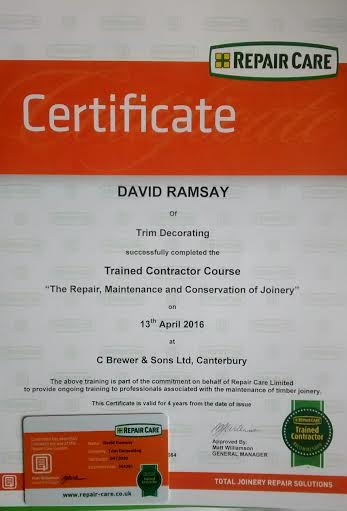 REPAIR CARE
Certificate
DAVID RAMSAY
Of
Trim Decorating
successfully completed the
Trained Contractor Course
"The Repair, Maintenance and Conservation of Joinery"
on
13th April 2016
at
C Brewer & Sons Ltd, Canterbury
The above training is part of the commitment on behalf of Repair Care Limited
to provide ongoing training to professionals associated with the maintenance of timber joinery.
This Certificate is valid for 4 years from the date of issue
Approved By:
Matt Williamson
GENERAL MANAGER
REPAIR CARE
Trained
Contractor
TOTAL JOINERY REPAIR SOLUTIONS
REPAIR CARE
David Ramsay
Trim Decorating
www.repair-care.co.uk